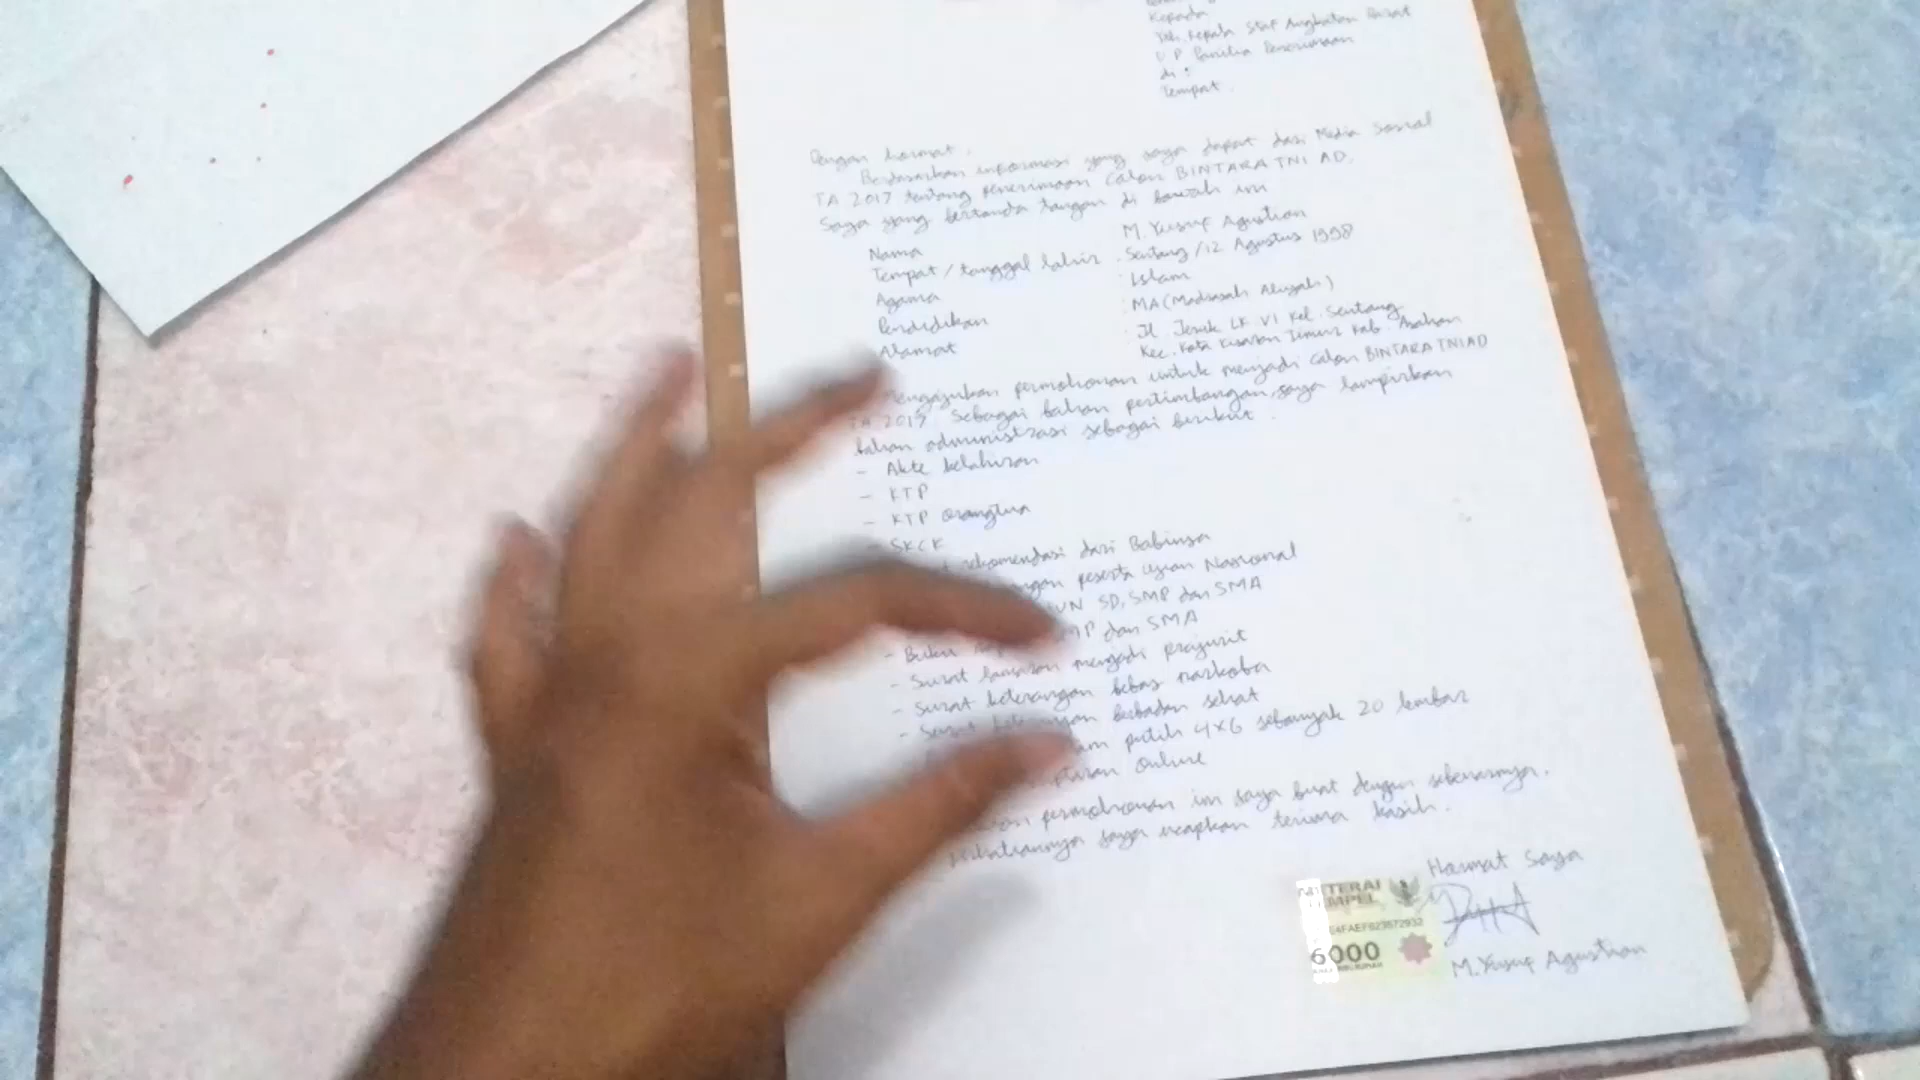 Kepada
Yth. Kepala Staf Angkatan Darat
U.P Panitia Penerimaan
di :
Tempat.
Dengan hormat,
Berdasarkan informasi yang saya dapat dari Media Sosial
TA 2017 tentang penerimaan Calon BINTARA TNI AD.
Saya yang bertanda tangan di bawah ini
Nama M. Yusuf Agustian
Tempat / tanggal lahir : Sentang / 12 Agustus 1998
Agama : Islam
Pendidikan : MA (Madrasah Aliyah)
Alamat : Jl. Jeruk LK VI Kel. Sentang
Kec. Kota Kisaran Timur Kab. Asahan
mengajukan permohonan untuk menjadi Calon BINTARA TNI AD
TA 2017 Sebagai bahan pertimbangan, saya lampirkan
bahan administrasi sebagai berikut.
- Akte kelahiran
- KTP
- KTP orangtua
- SKCK
rekomendasi dari Babinsa
peserta Ujian Nasional
SD, SMP dan SMA
dan SMA
- Buku
- Surat lamaran menjadi prajurit
- Surat keterangan bebas narkoba
- Surat berbadan sehat
putih 4x6 sebanyak 20 lembar
Online
permohonan ini saya buat dengan sebenarnya.
saya ucapkan terima kasih.
Hormat Saya
METERAI
TEMPEL
E4FAEF623672932
6000
M. Yusuf Agustian